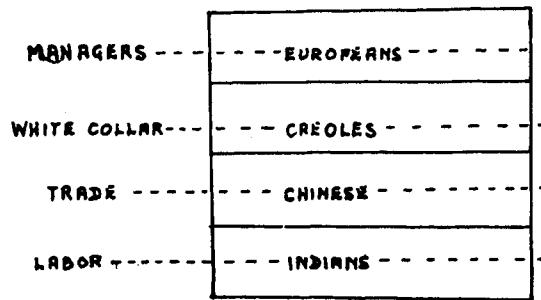 MANAGERS EUROPEANS
WHITE COLLAR CREOLES
TRADE CHINESE
LABOR INDIANS